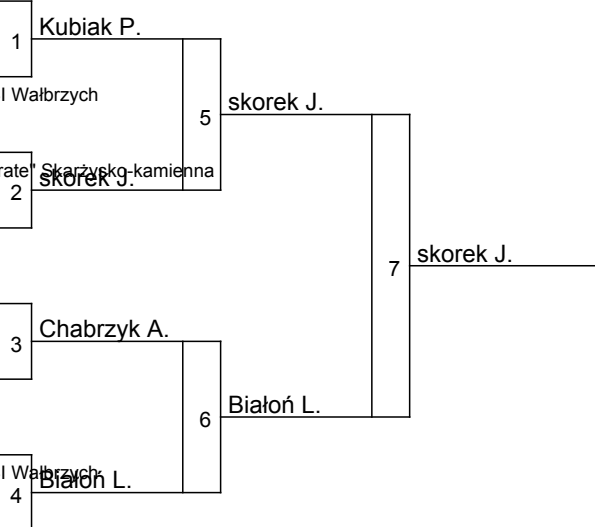 1
Kubiak P.
I Wałbrzych
5
skorek J.
rate" Skarżysko-kamienna
2
skorek J.
7
skorek J.
3
Chabrzyk A.
6
Białoń L.
I Wałbrzych
4
Białoń L.